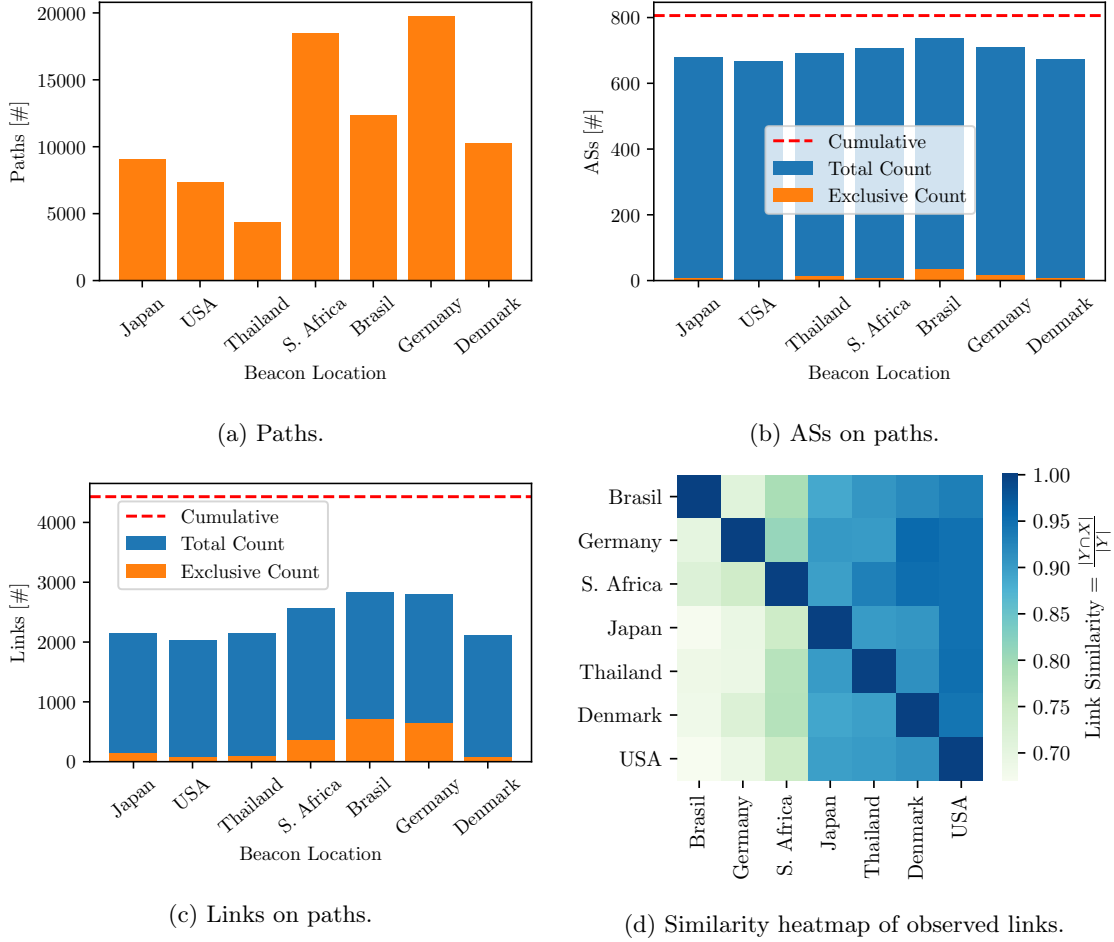 20000
15000
10000
5000
0
Paths [#]
Japan
USA
Thailand
S. Africa
Brasil
Germany
Denmark
Beacon Location
(a) Paths.
800
600
400
200
0
ASs [#]
Cumulative
Total Count
Exclusive Count
Japan
USA
Thailand
S. Africa
Brasil
Germany
Denmark
Beacon Location
(b) ASs on paths.
4000
3000
2000
1000
0
Links [#]
Cumulative
Total Count
Exclusive Count
Japan
USA
Thailand
S. Africa
Brasil
Germany
Denmark
Beacon Location
(c) Links on paths.
Brasil
Germany
S. Africa
Japan
Thailand
Denmark
USA
Brasil
Germany
S. Africa
Japan
Thailand
Denmark
USA
1.00
0.95
0.90
0.85
0.80
0.75
0.70
Link Similarity = |Y∩X| / |Y|
(d) Similarity heatmap of observed links.